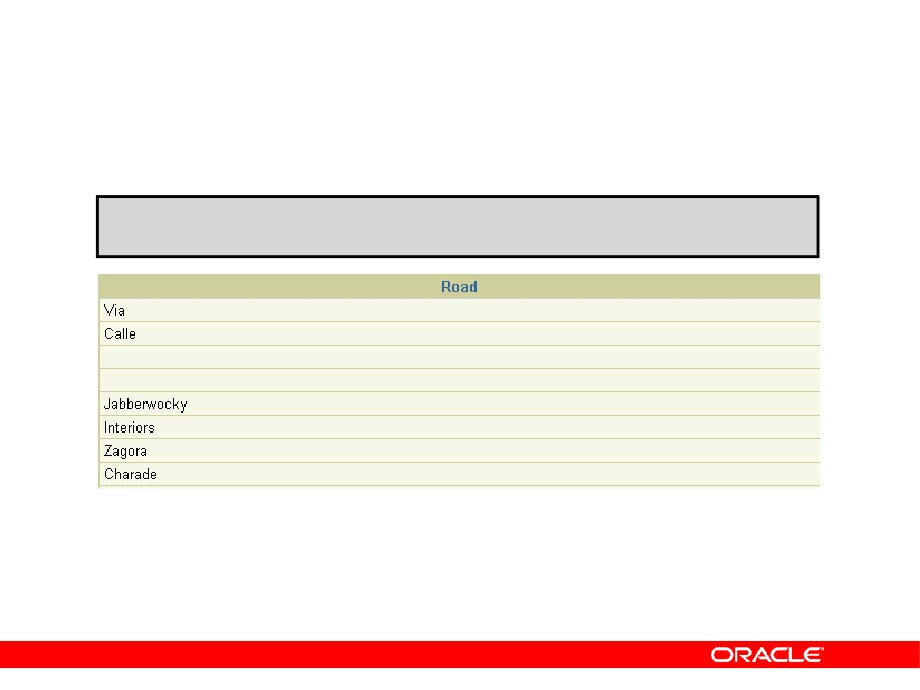 Road
Via
Calle
Jabberwocky
Interiors
Zagora
Charade
ORACLE